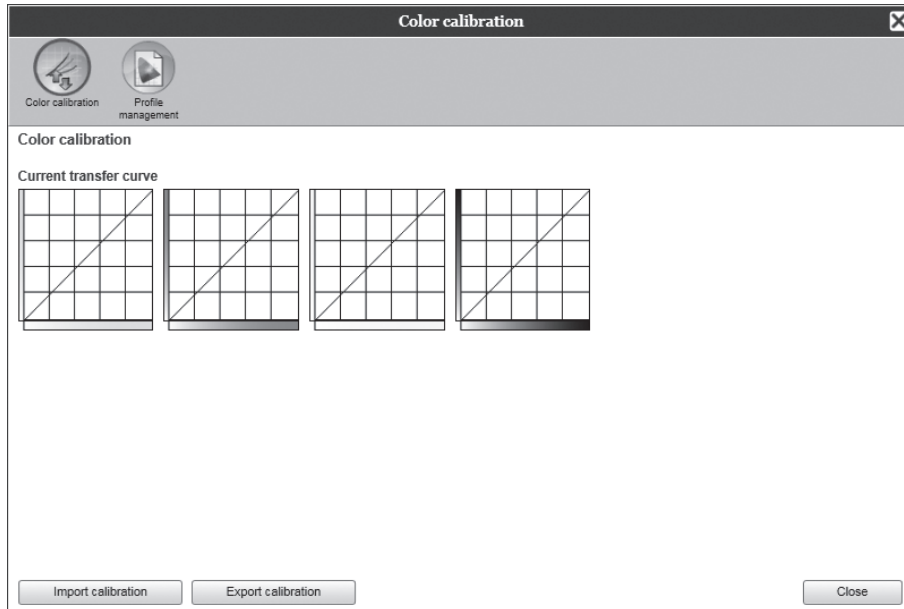 Color calibration
Color calibration
Profile
management
Color calibration
Current transfer curve
Import calibration
Export calibration
Close